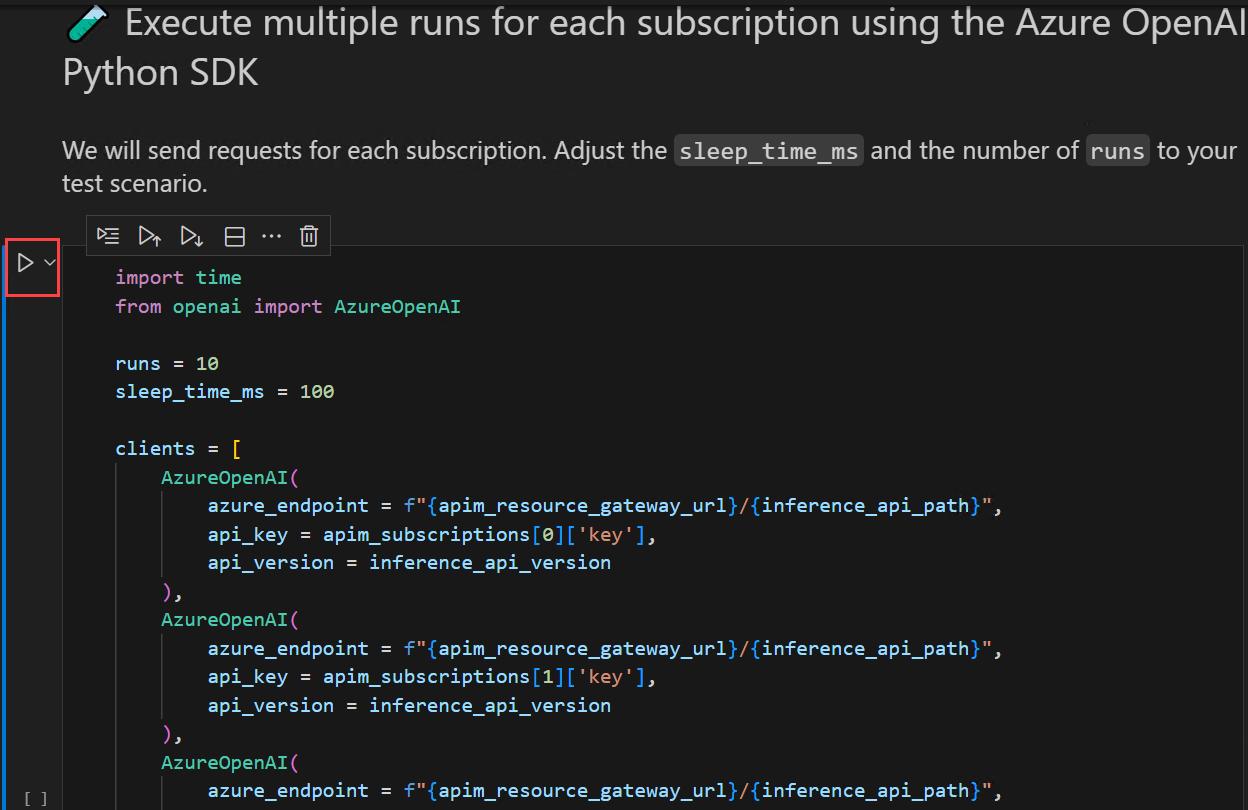 Execute multiple runs for each subscription using the Azure OpenAI
Python SDK
We will send requests for each subscription. Adjust the sleep_time_ms and the number of runs to your
test scenario.
import time
from openai import AzureOpenAI
runs = 10
sleep_time_ms = 100
clients = [
AzureOpenAI(
azure_endpoint = f"{apim_resource_gateway_url}/{inference_api_path}",
api_key = apim_subscriptions[0]['key'],
api_version = inference_api_version
),
AzureOpenAI(
azure_endpoint = f"{apim_resource_gateway_url}/{inference_api_path}",
api_key = apim_subscriptions[1]['key'],
api_version = inference_api_version
),
AzureOpenAI(
azure_endpoint = f"{apim_resource_gateway_url}/{inference_api_path}",
[ ]